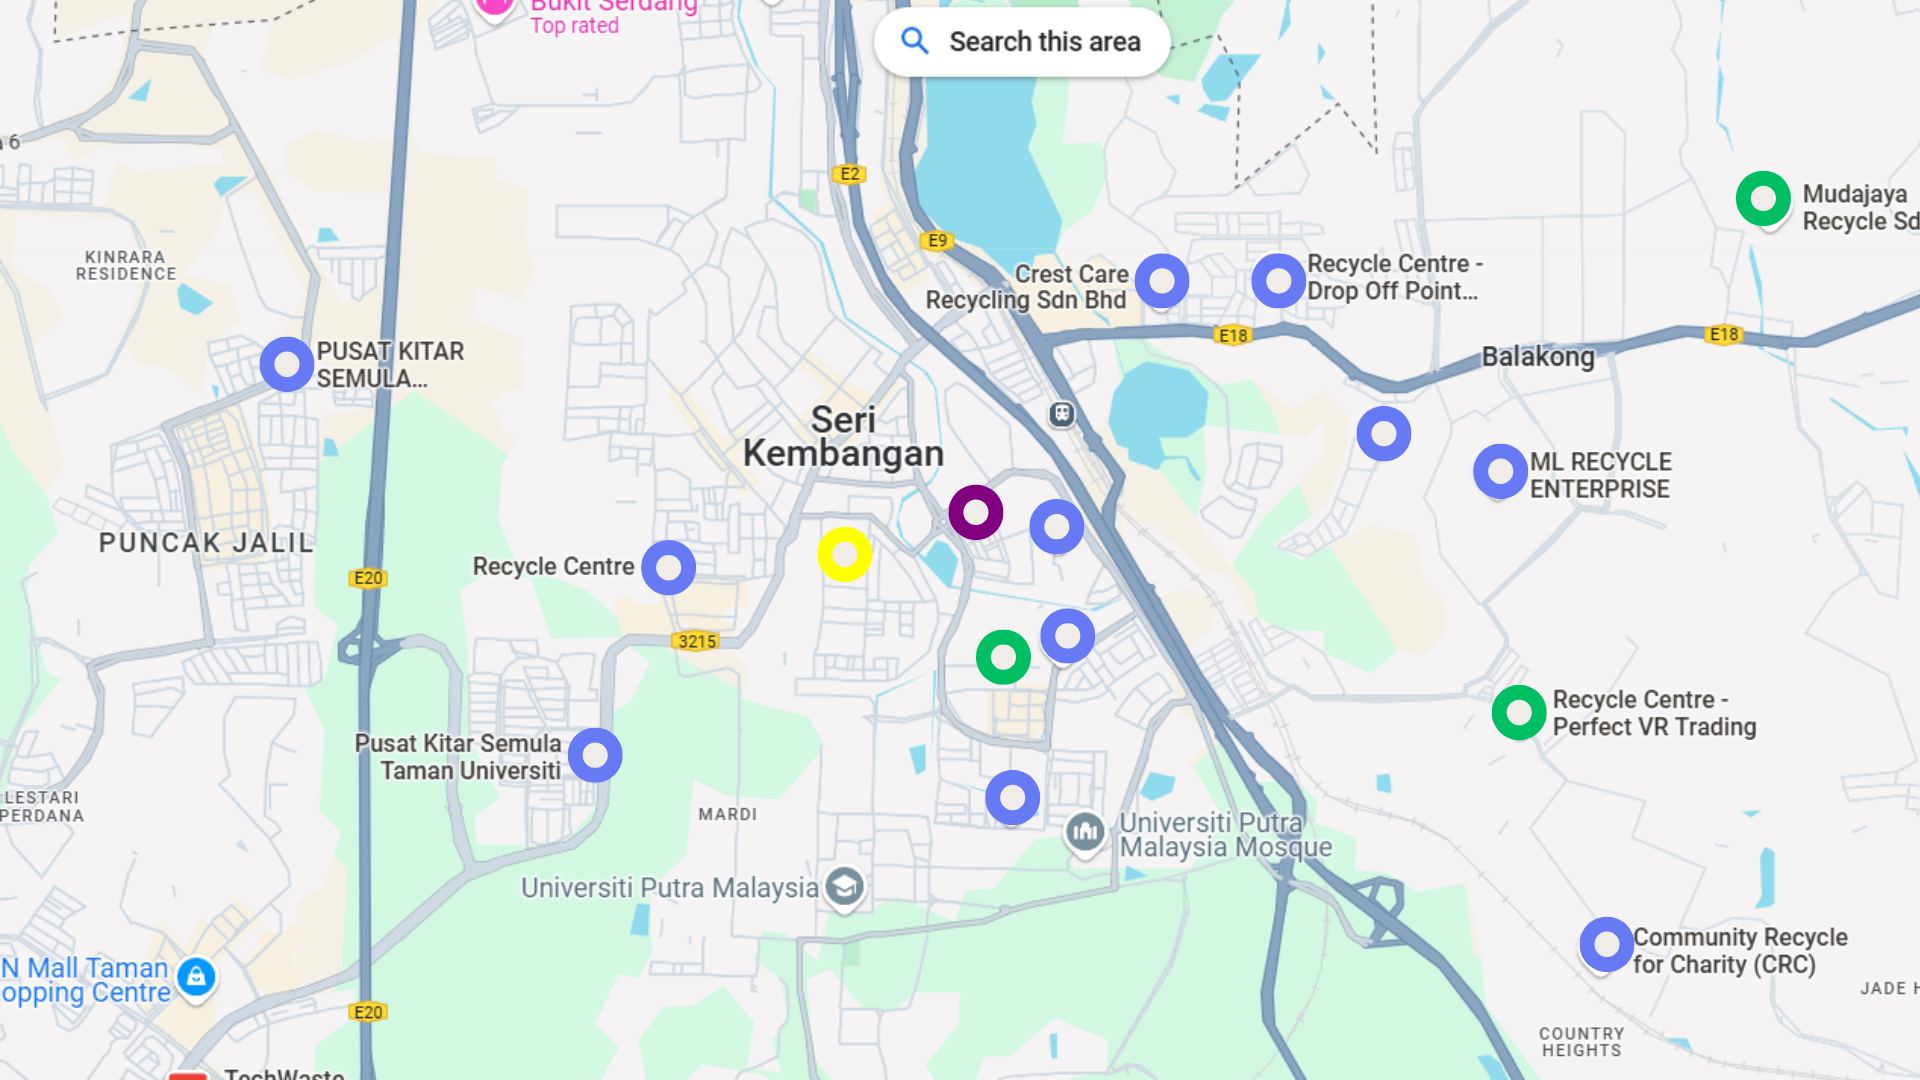 Bukit Serdang
Top rated
Search this area
6
E2
Mudajaya
Recycle Sd
E9
KINRARA
RESIDENCE
Crest Care
Recycling Sdn Bhd
Recycle Centre -
Drop Off Point...
E18
E18
Balakong
PUSAT KITAR
SEMULA...
Seri
Kembangan
ML RECYCLE
ENTERPRISE
PUNCAK JALIL
Recycle Centre
E20
3215
Recycle Centre -
Perfect VR Trading
Pusat Kitar Semula
Taman Universiti
LESTARI
PERDANA
MARDI
Universiti Putra
Malaysia Mosque
Universiti Putra Malaysia
Community Recycle
for Charity (CRC)
N Mall Taman
opping Centre
JADE H
E20
COUNTRY
HEIGHTS
TechWaste